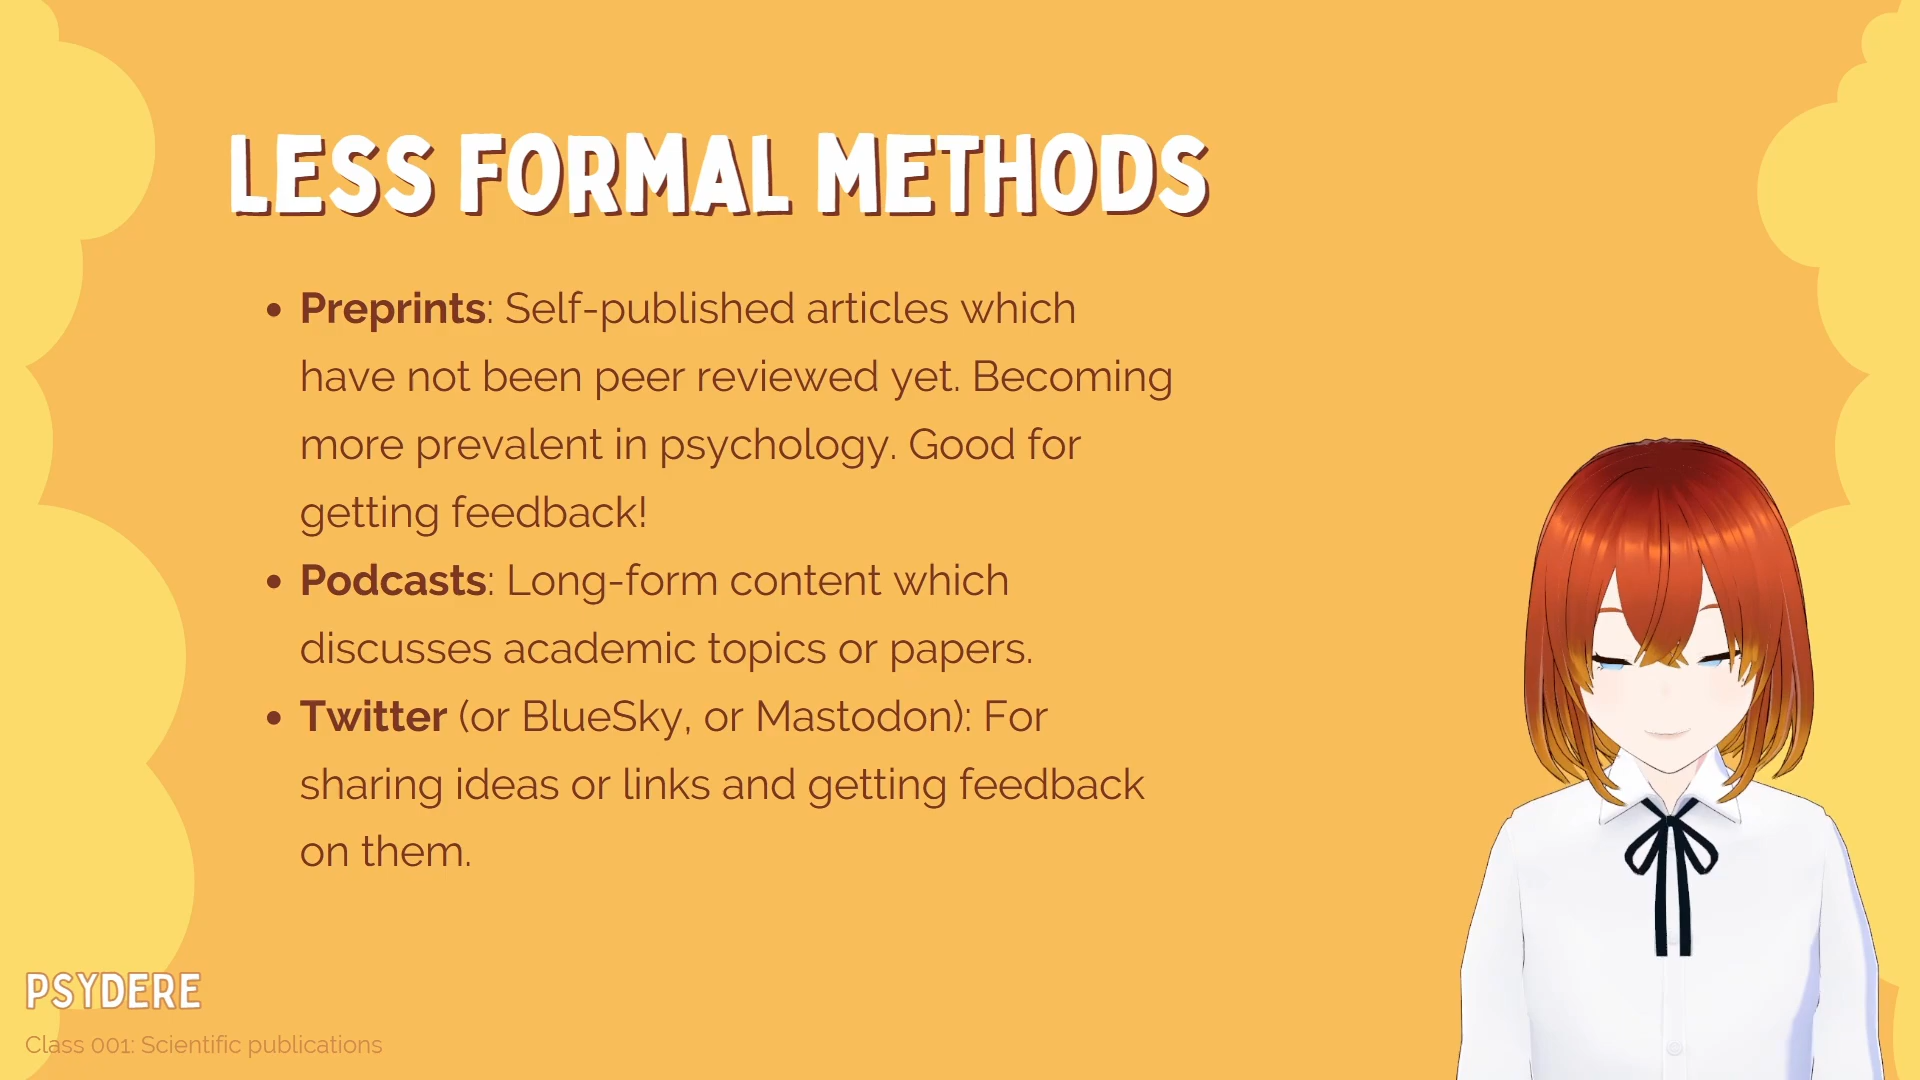 LESS FORMAL METHODS
• Preprints: Self-published articles which
have not been peer reviewed yet. Becoming
more prevalent in psychology. Good for
getting feedback!
• Podcasts: Long-form content which
discusses academic topics or papers.
• Twitter (or BlueSky, or Mastodon): For
sharing ideas or links and getting feedback
on them.
PSYDERE
Class 001: Scientific publications